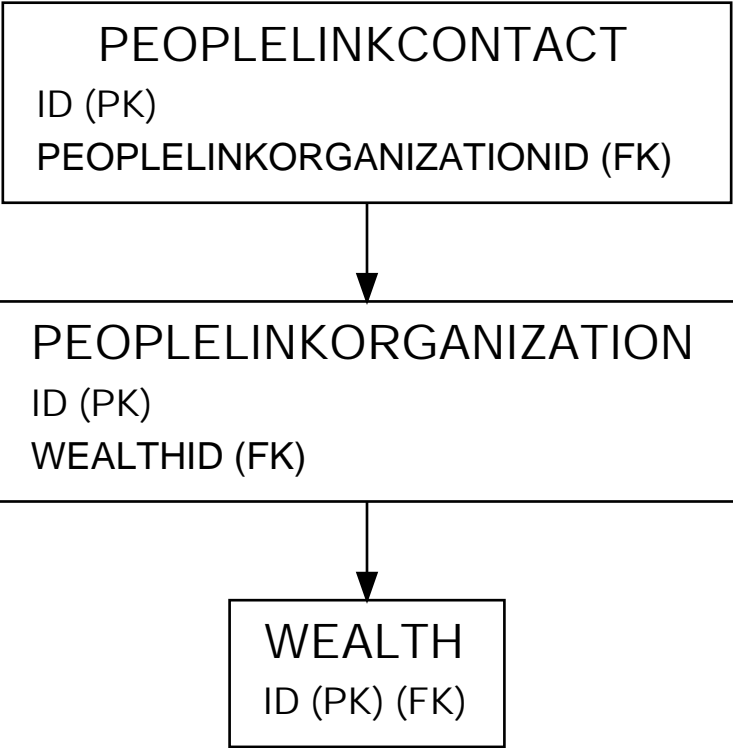 PEOPLELINKCONTACT
ID (PK)
PEOPLELINKORGANIZATIONID (FK)
PEOPLELINKORGANIZATION
ID (PK)
WEALTHID (FK)
WEALTH
ID (PK) (FK)